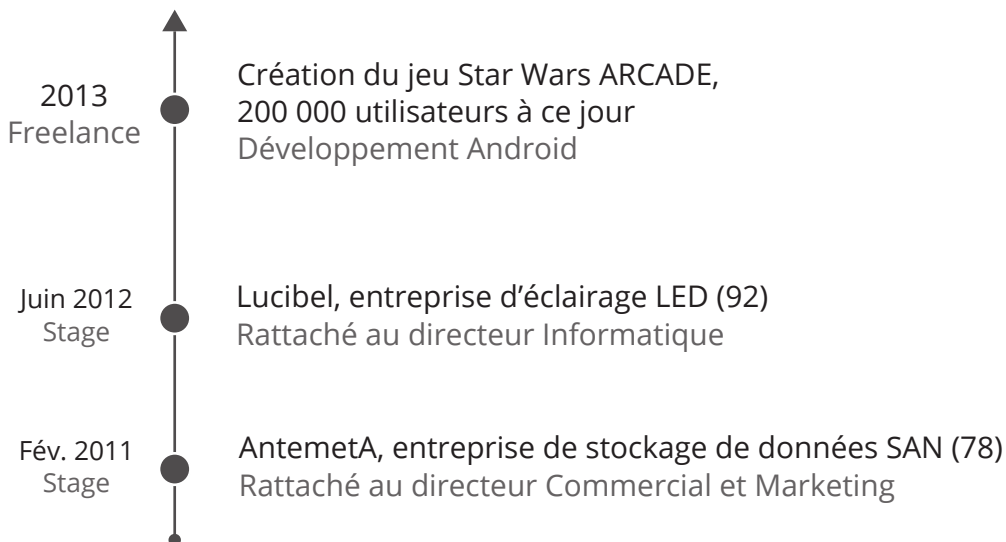 2013
Freelance
Création du jeu Star Wars ARCADE,
200 000 utilisateurs à ce jour
Développement Android
Juin 2012
Stage
Lucibel, entreprise d’éclairage LED (92)
Rattaché au directeur Informatique
Fév. 2011
Stage
AntemetA, entreprise de stockage de données SAN (78)
Rattaché au directeur Commercial et Marketing